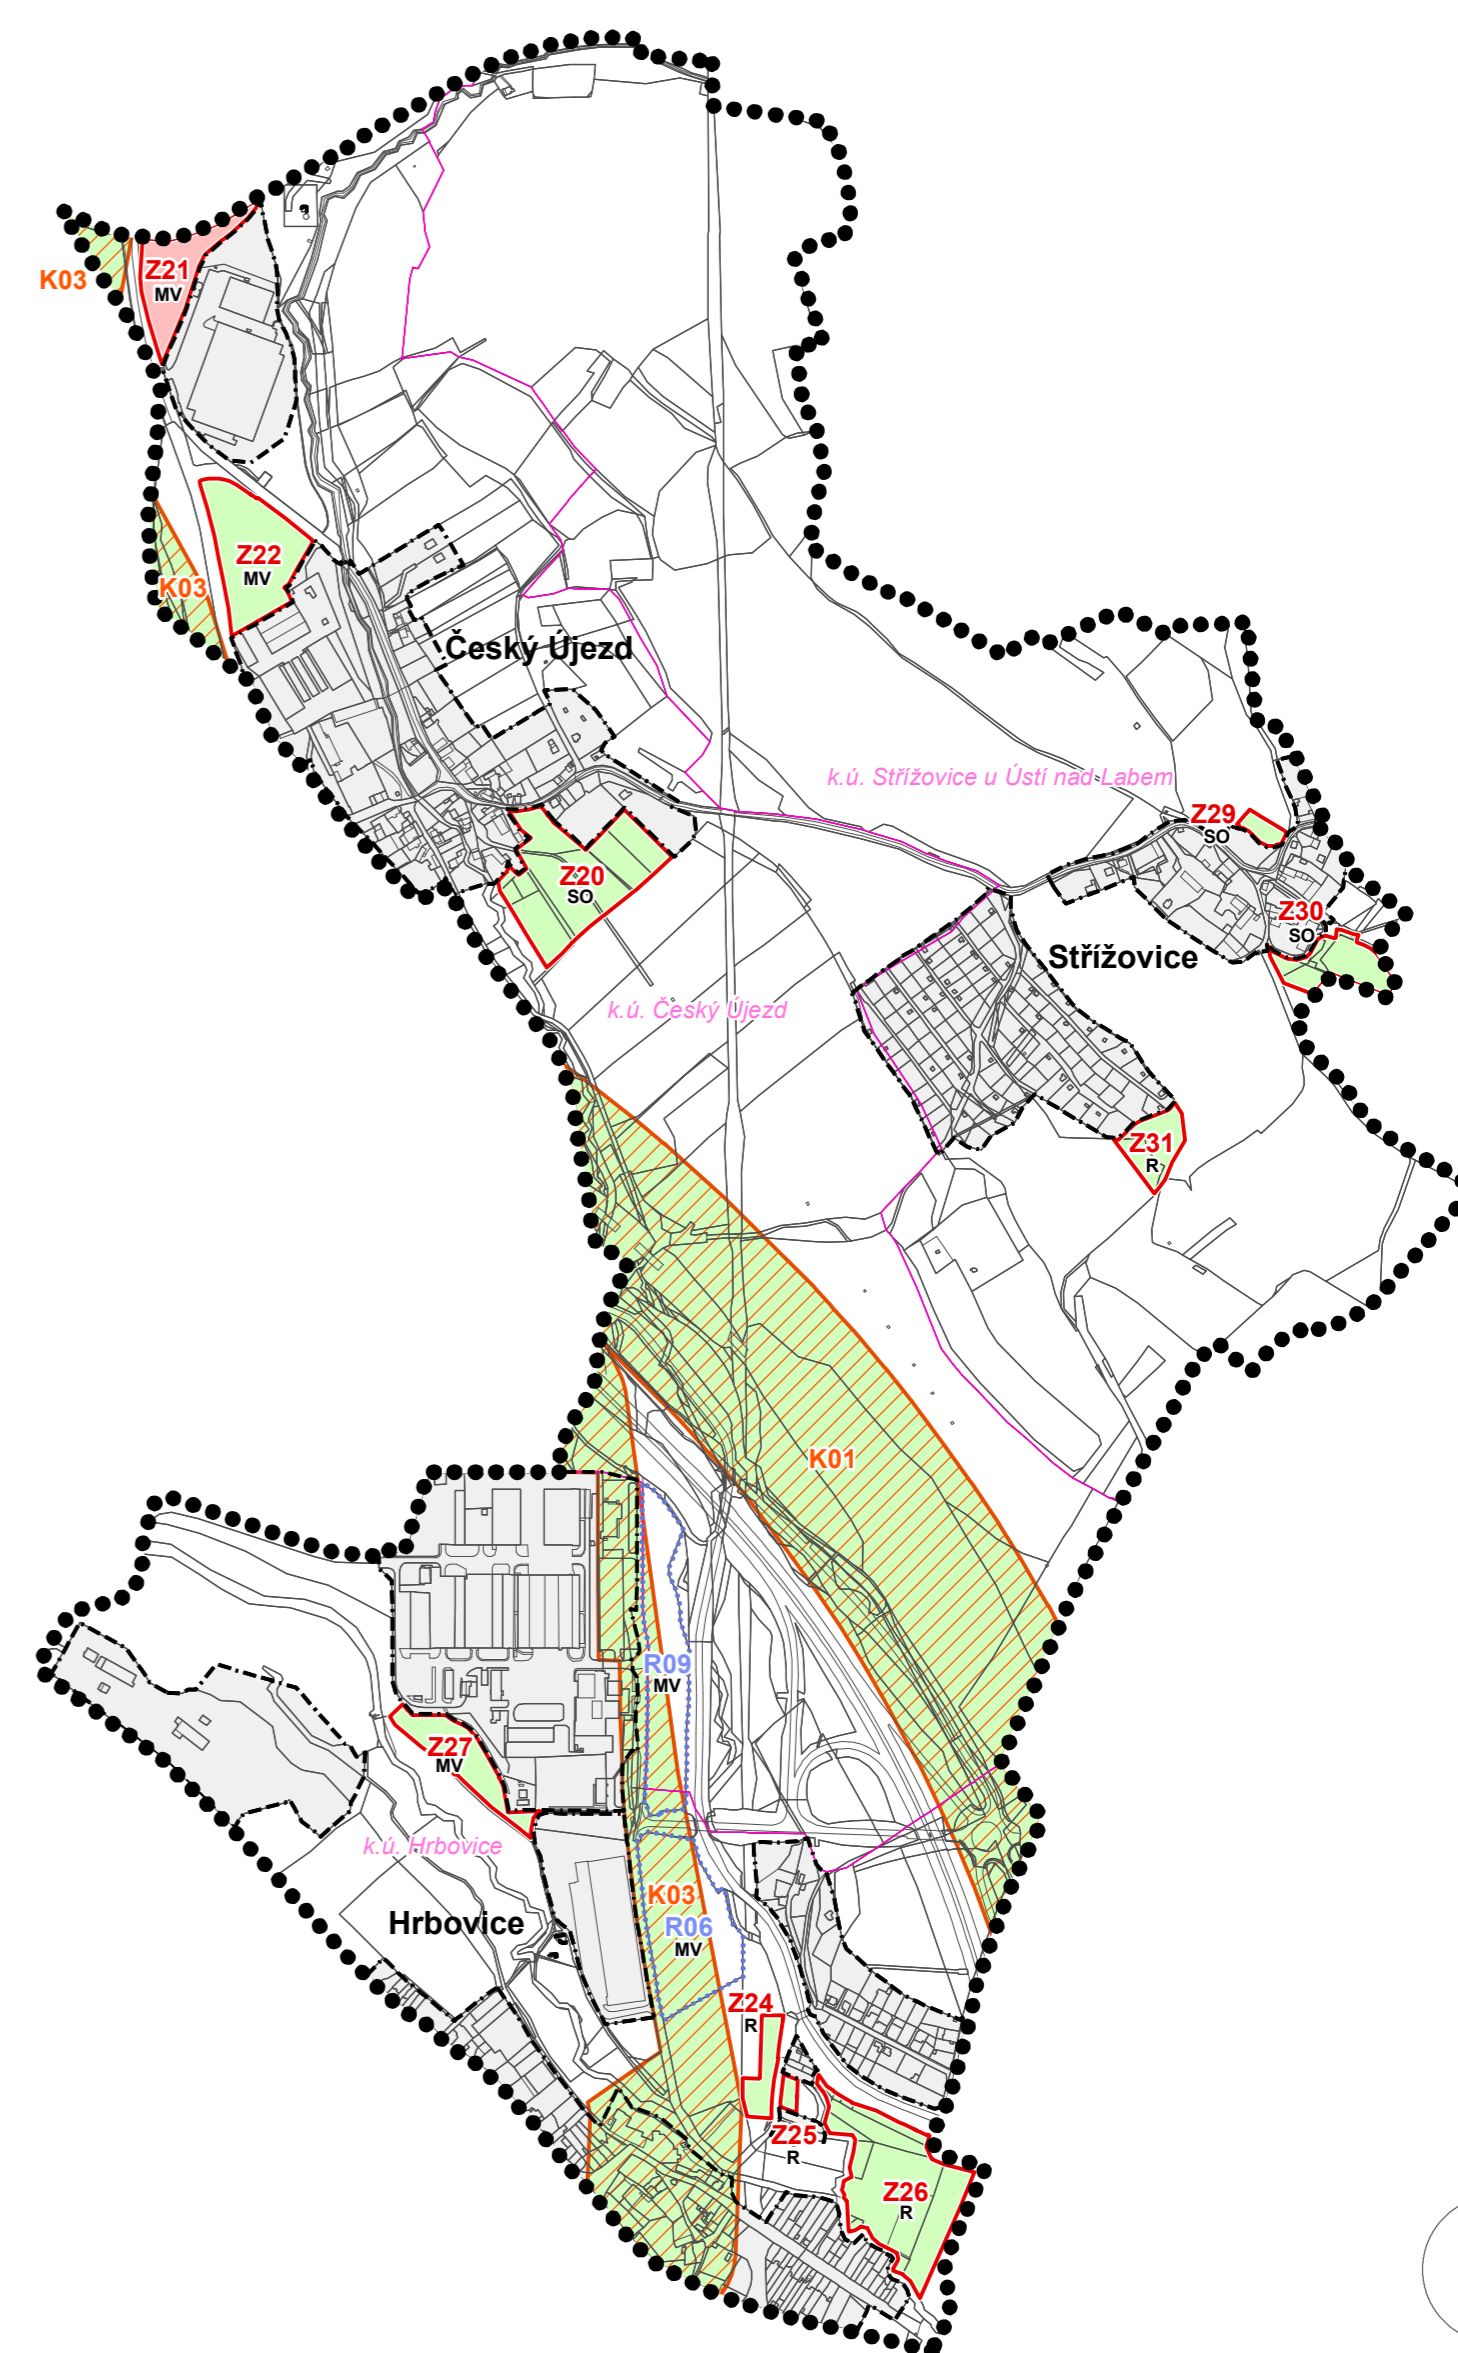 K03
Z21
MV
Z22
MV
K03
Český Újezd
k.ú. Střížovice u Ústí nad Labem
Z29
SO
Z20
SO
Z30
SO
Střížovice
k.ú. Český Újezd
Z31
R
K01
R09
MV
Z27
MV
k.ú. Hrbovice
K03
Hrbovice
R06
MV
Z24
R
Z25
R
Z26
R